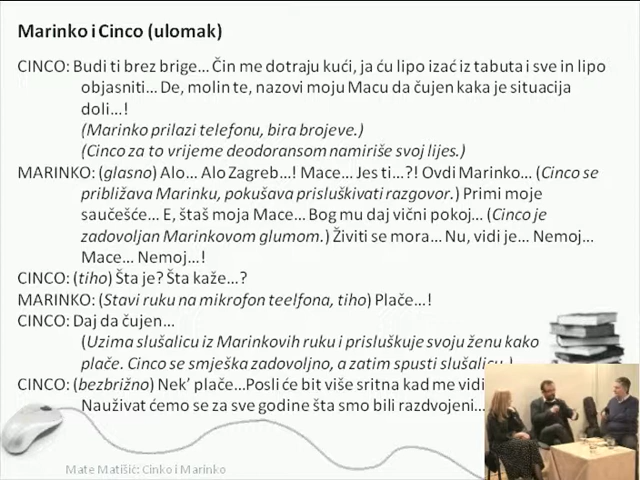 Marinko i Cinco (ulomak)
CINCO: Budi ti brez brige... Čin me dotraju kući, ja ću lipo izać iz tabuta i sve in lipo
objasniti... De, molin te, nazovi moju Macu da čujen kaka je situacija
doli...!
(Marinko prilazi telefonu, bira brojeve.)
(Cinco za to vrijeme deodoransom namiriše svoj lijes.)
MARINKO: (glasno) Alo... Alo Zagreb...! Mace... Jes ti...?! Ovdi Marinko... (Cinco se
približava Marinku, pokušava prisluškivati razgovor.) Primi moje
saučešće... E, štaš moja Mace... Bog mu daj vični pokoj... (Cinco je
zadovoljan Marinkovom glumom.) Živiti se mora... Nu, vidi je... Nemoj...
Mace... Nemoj...!
CINCO: (tiho) Šta je? Šta kaže...?
MARINKO: (Stavi ruku na mikrofon teelfona, tiho) Plače...!
CINCO: Daj da čujen...
(Uzima slušalicu iz Marinkovih ruku i prisluškuje svoju ženu kako
plače. Cinco se smješka zadovoljno, a zatim spusti slušalicu.)
CINCO: (bezbrižno) Nek' plače...Posli će bit više sritna kad me vidi
Nauživat ćemo se za sve godine šta smo bili razdvojeni...
Mate Matišić: Cinko i Marinko